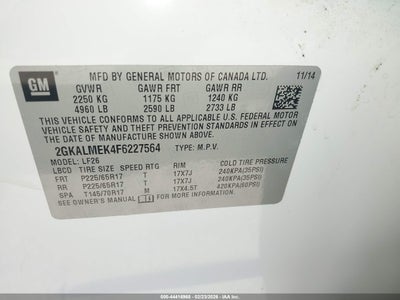 GM
MFD BY GENERAL MOTORS OF CANADA LTD. 11/14
GVWR GAWR FRT GAWR RR
2250 KG 1175 KG 1240 KG
4960 LB 2590 LB 2733 LB
THIS VEHICLE CONFORMS TO ALL APPLICABLE U.S. FEDERAL MOTOR
VEHICLE SAFETY, BUMPER, AND THEFT PREVENTION STANDARDS IN EFFECT ON
THE DATE OF MANUFACTURE SHOWN ABOVE.
2GKALMEK4F6227564 TYPE: M.P.V.
MODEL: LF26
LBCD TIRE SIZE SPEED RTG RIM COLD TIRE PRESSURE
FRT P225/65R17 T 17X7J 240KPA(35PSI)
RR P225/65R17 T 17X7J 240KPA(35PSI)
SPA T145/70R17 M 17X4.5T 420KPA(60PSI)
SEE OWNER'S MANUAL FOR ADDITIONAL INFORMATION
500-44418960 - 02/23/2026 - IAA